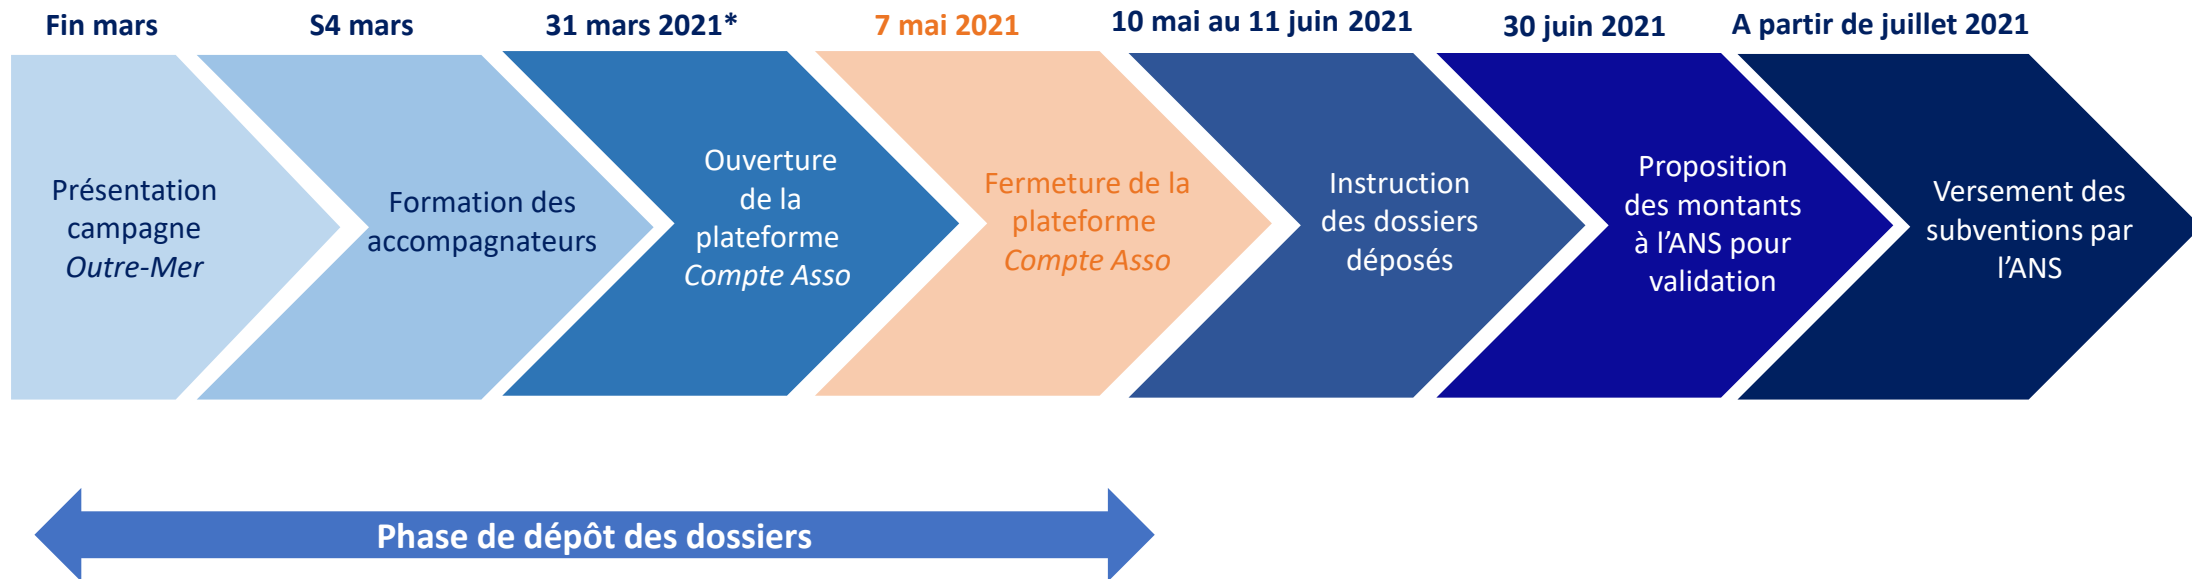 Fin mars
S4 mars
31 mars 2021*
7 mai 2021
10 mai au 11 juin 2021
30 juin 2021
A partir de juillet 2021
Présentation
campagne
Outre-Mer
Formation des
accompagnateurs
Ouverture
de la
plateforme
Compte Asso
Fermeture de la
plateforme
Compte Asso
Instruction
des dossiers
déposés
Proposition
des montants
à l’ANS pour
validation
Versement des
subventions par
l’ANS
Phase de dépôt des dossiers